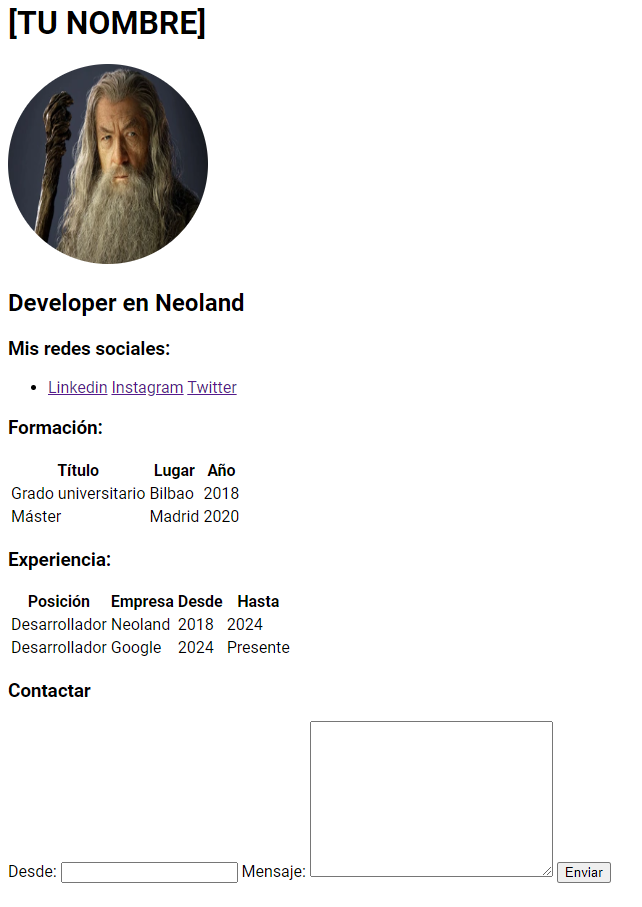 [TU NOMBRE]
Developer en Neoland
Mis redes sociales:
Linkedin Instagram Twitter
Formación:
Título Lugar Año
Grado universitario Bilbao 2018
Máster Madrid 2020
Experiencia:
Posición Empresa Desde Hasta
Desarrollador Neoland 2018 2024
Desarrollador Google 2024 Presente
Contactar
Desde: Mensaje: Enviar